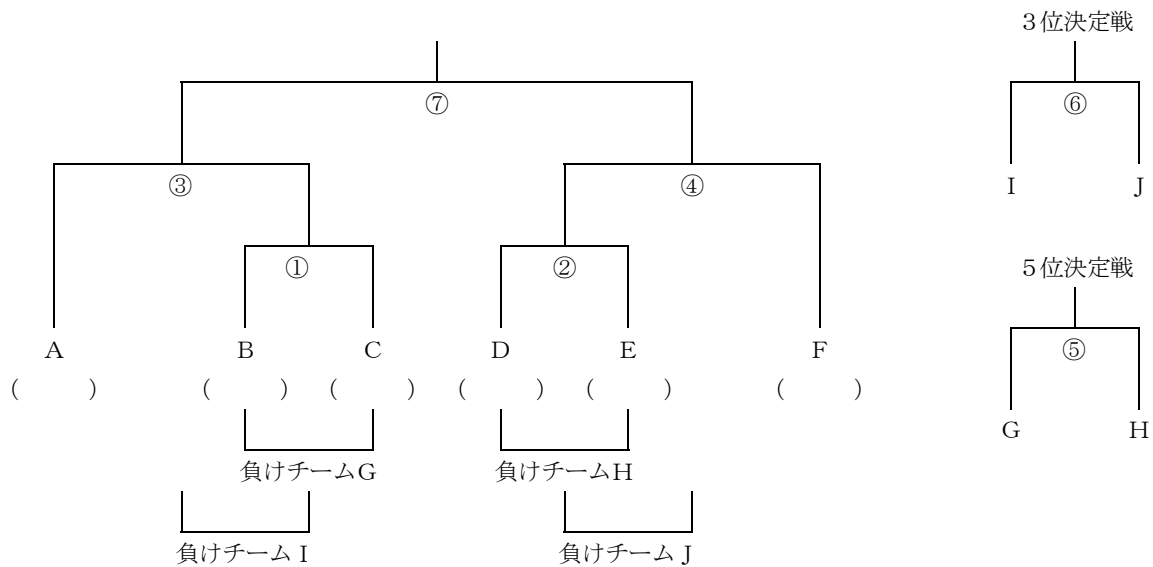 3位決定戦
⑦
⑥
③
④
I
J
①
②
5位決定戦
A
B
C
D
E
F
⑤
(　　　)
(　　　)
(　　　)
(　　　)
(　　　)
(　　　)
G
H
負けチームG
負けチームH
負けチームI
負けチームJ